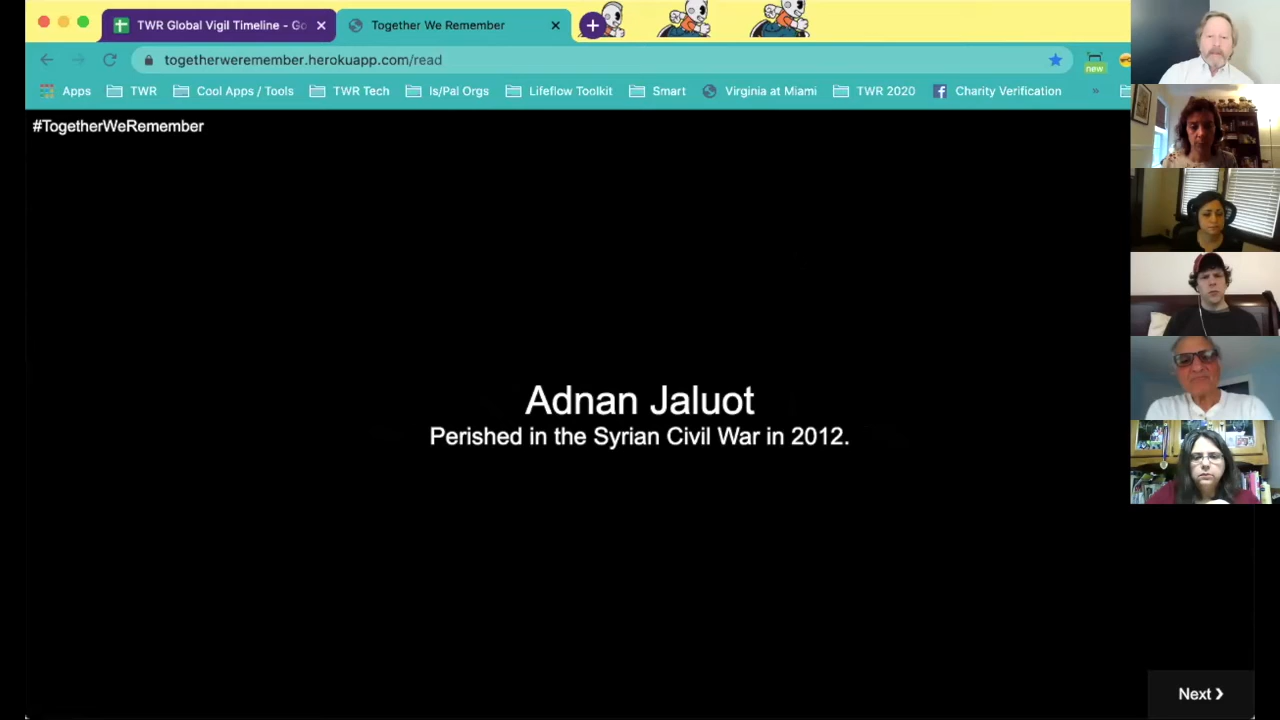 TWR Global Vigil Timeline - Go
Together We Remember
togetherweremember.herokuapp.com/read
new
Apps TWR Cool Apps / Tools TWR Tech Is/Pal Orgs Lifeflow Toolkit Smart Virginia at Miami TWR 2020 Charity Verification »
#TogetherWeRemember
Adnan Jaluot
Perished in the Syrian Civil War in 2012.
Next ❯